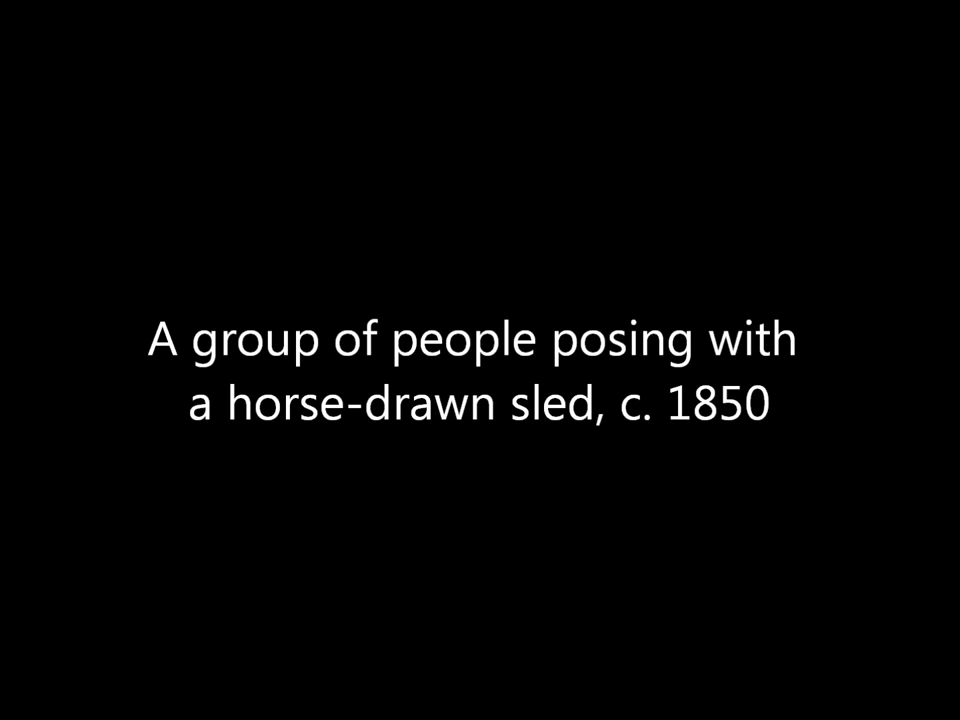 A group of people posing with
a horse-drawn sled, c. 1850